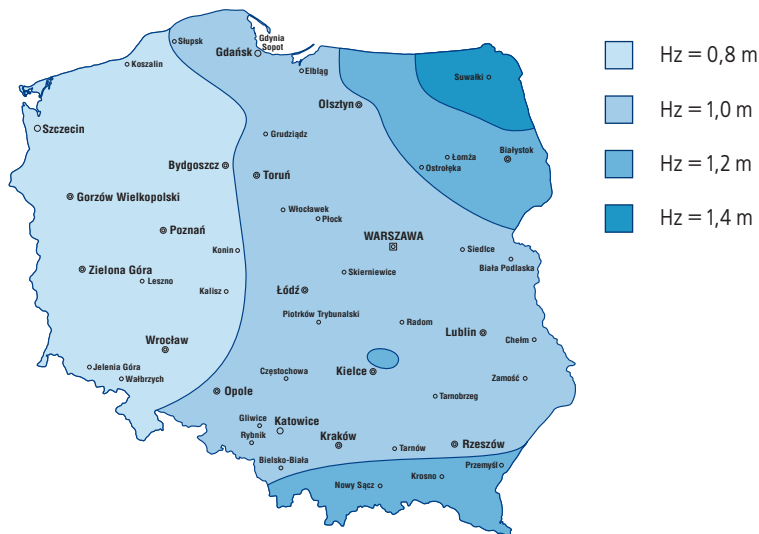 Słupsk
Gdynia
Sopot
Gdańsk
Koszalin
Elbląg
Suwałki
Olsztyn
Szczecin
Grudziądz
Białystok
Łomża
Ostrołęka
Bydgoszcz
Toruń
Gorzów Wielkopolski
Włocławek
Płock
Poznań
WARSZAWA
Konin
Siedlce
Biała Podlaska
Zielona Góra
Leszno
Skierniewice
Kalisz
Łódź
Piotrków Trybunalski
Radom
Lublin
Chełm
Wrocław
Jelenia Góra
Wałbrzych
Częstochowa
Kielce
Zamość
Opole
Tarnobrzeg
Gliwice
Katowice
Rybnik
Kraków
Tarnów
Rzeszów
Bielsko-Biała
Przemyśl
Krosno
Nowy Sącz
Hz = 0,8 m
Hz = 1,0 m
Hz = 1,2 m
Hz = 1,4 m